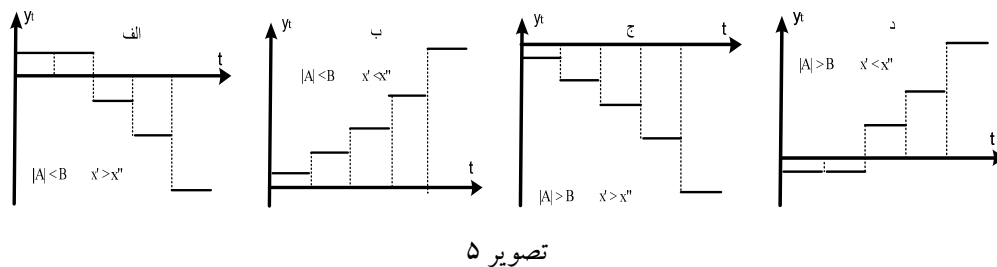 yt الف t |A|<B x'>x"
yt ب t |A|<B x'<x"
yt ج t |A|>B x'>x"
yt د t |A|>B x'<x"
تصویر ۵